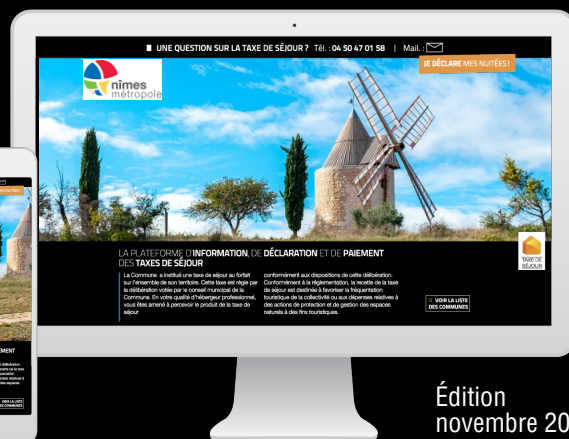 UNE QUESTION SUR LA TAXE DE SÉJOUR ? Tél. : 04 50 47 01 58 | Mail. :
JE DÉCLARE MES NUITÉES !
nîmes
métropole
LA PLATEFORME D'INFORMATION, DE DÉCLARATION ET DE PAIEMENT
DES TAXES DE SÉJOUR
La Commune a institué une taxe de séjour au forfait
sur l'ensemble de son territoire. Cette taxe est régie par
la délibération votée par le conseil municipal de la
Commune. En votre qualité d'hébergeur professionnel,
vous êtes amené à percevoir le produit de la taxe de
séjour
conformément aux dispositions de cette délibération.
Conformément à la réglementation, la recette de la taxe
de séjour est destinée à favoriser la fréquentation
touristique de la collectivité ou aux dépenses relatives à
des actions de protection et de gestion des espaces
naturels à des fins touristiques.
TAXE DE
SÉJOUR
VOIR LA LISTE
DES COMMUNES
VOIR LA LISTE
DES COMMUNES
Édition
novembre 20